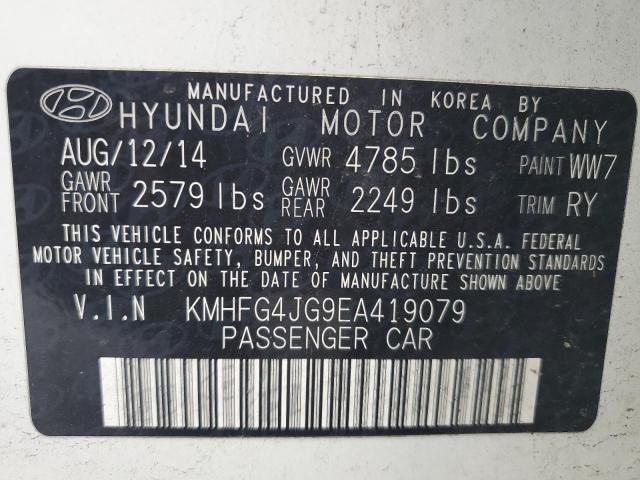 MANUFACTURED IN KOREA BY
HYUNDAI MOTOR COMPANY
AUG/12/14 GVWR 4785 lbs PAINT WW7
GAWR FRONT 2579 lbs GAWR REAR 2249 lbs TRIM RY
THIS VEHICLE CONFORMS TO ALL APPLICABLE U.S.A. FEDERAL
MOTOR VEHICLE SAFETY, BUMPER, AND THEFT PREVENTION STANDARDS
IN EFFECT ON THE DATE OF MANUFACTURE SHOWN ABOVE
V.I.N KMHFG4JG9EA419079
PASSENGER CAR